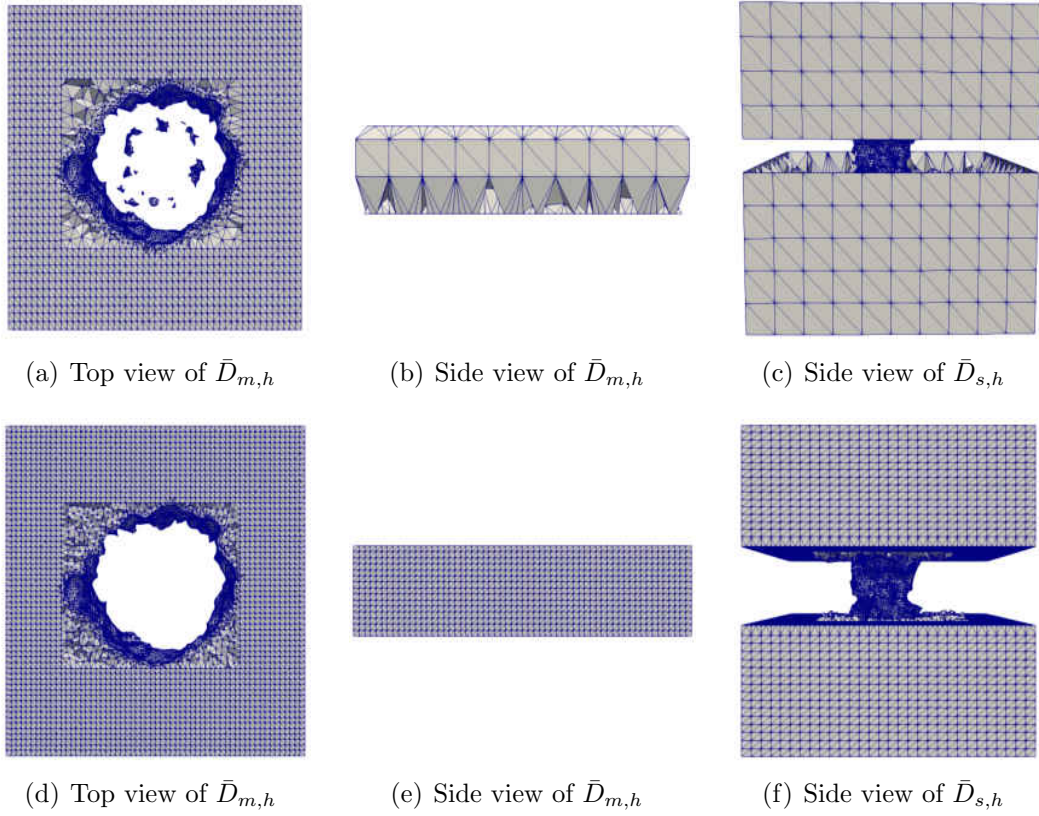 (a) Top view of D̄_{m,h}
(b) Side view of D̄_{m,h}
(c) Side view of D̄_{s,h}
(d) Top view of D̄_{m,h}
(e) Side view of D̄_{m,h}
(f) Side view of D̄_{s,h}